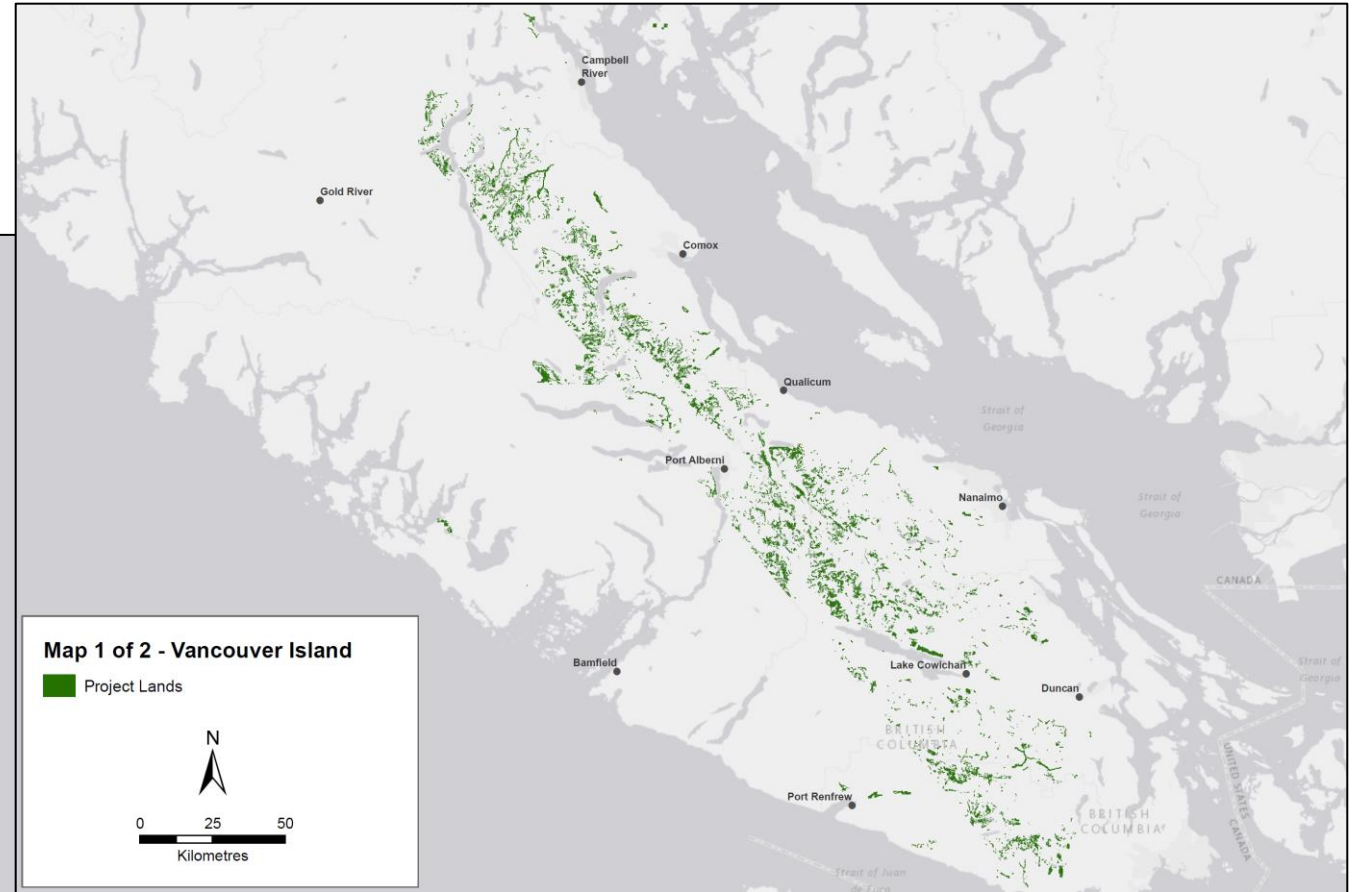 Campbell
River
Gold River
Comox
Qualicum
Strait of
Georgia
Port Alberni
Nanaimo
Strait of
Georgia
CANADA
Map 1 of 2 - Vancouver Island
Project Lands
N
0 25 50
Kilometres
Bamfield
Lake Cowichan
Strait of
Georgia
Duncan
BRITISH
COLUMBIA
UNITED STATES
CANADA
Port Renfrew
BRITISH
COLUMBIA
Strait of Juan
de Fuca